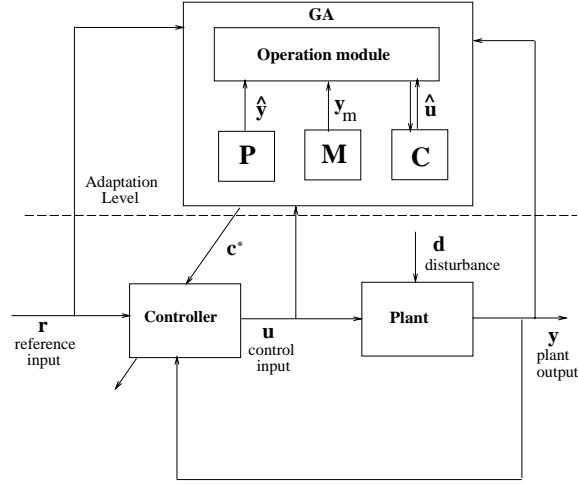 GA
Operation module
ŷ
y_m
û
P
M
C
Adaptation
Level
c*
d
disturbance
Controller
Plant
r
reference
input
u
control
input
y
plant
output